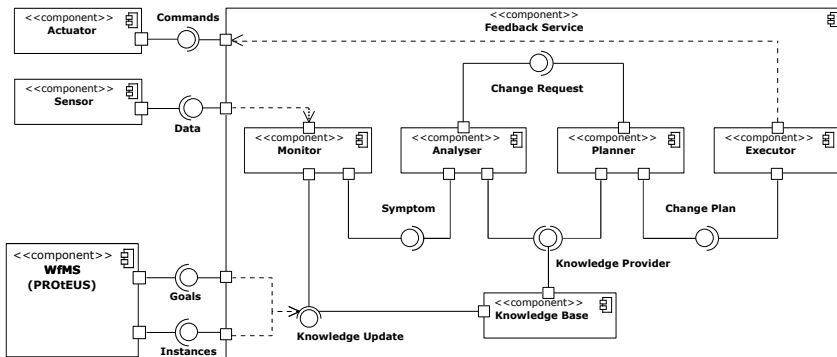 <<component>>
Actuator
Commands
<<component>>
Feedback Service
<<component>>
Sensor
Data
Change Request
<<component>>
Monitor
<<component>>
Analyser
<<component>>
Planner
<<component>>
Executor
Symptom
Change Plan
<<component>>
WfMS
(PROtEUS)
Goals
Instances
Knowledge Provider
<<component>>
Knowledge Base
Knowledge Update